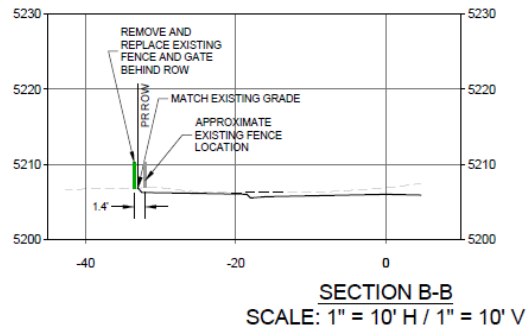 5230
5230
REMOVE AND
REPLACE EXISTING
FENCE AND GATE
BEHIND ROW
5220
5220
PR ROW
MATCH EXISTING GRADE
APPROXIMATE
EXISTING FENCE
LOCATION
5210
5210
1.4'
5200
5200
-40
-20
0
SECTION B-B
SCALE: 1" = 10' H / 1" = 10' V